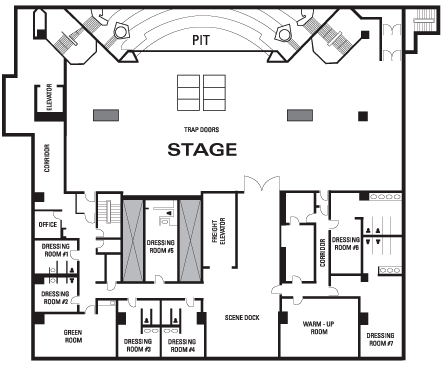 PIT
ELEVATOR
TRAP DOORS
STAGE
CORRIDOR
OFFICE
DRESSING
ROOM #1
DRESSING
ROOM #2
DRESSING
ROOM #5
FREIGHT
ELEVATOR
CORRIDOR
DRESSING
ROOM #6
GREEN
ROOM
DRESSING
ROOM #3
DRESSING
ROOM #4
SCENE DOCK
WARM - UP
ROOM
DRESSING
ROOM #7